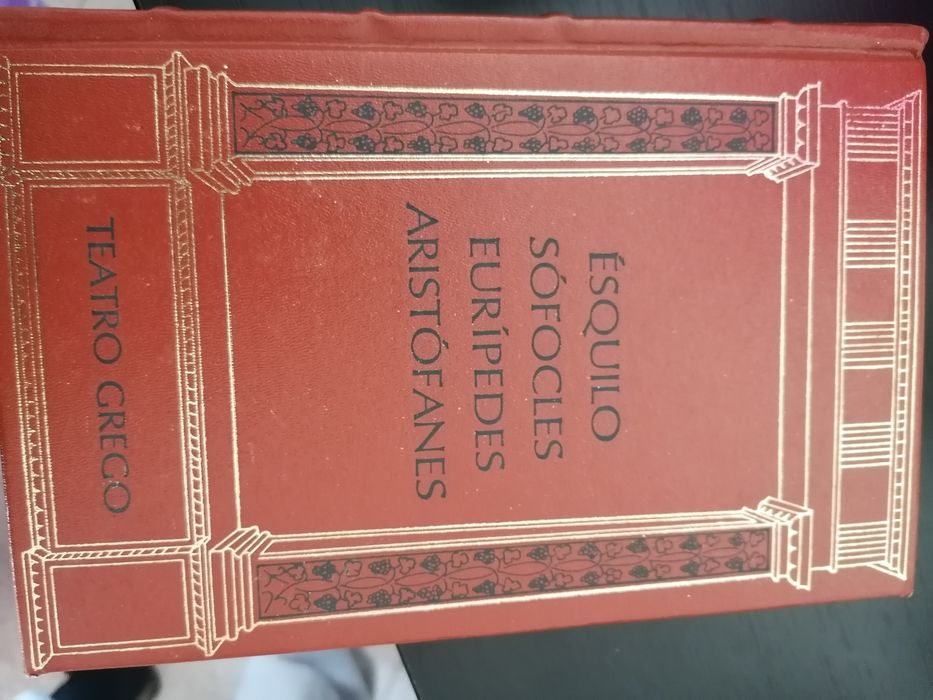 ÉSQUILO
SÓFOCLES
EURÍPEDES
ARISTÓFANES
TEATRO GREGO